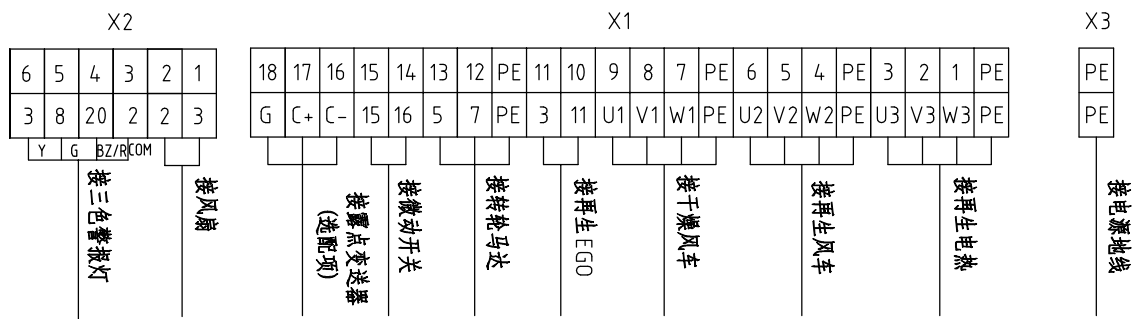 X2 X1 X3
6 5 4 3 2 1 18 17 16 15 14 13 12 PE 11 10 9 8 7 PE 6 5 4 PE 3 2 1 PE PE
3 8 20 2 2 3 G C+ C- 15 16 5 7 PE 3 11 U1 V1 W1 PE U2 V2 W2 PE U3 V3 W3 PE PE
Y G BZ/R COM
接三色警报灯
接风扇
接露点变送器
(选配项)
接微动开关
接转轮马达
接再生EGO
接干燥风车
接再生风车
接再生电热
接电源地线